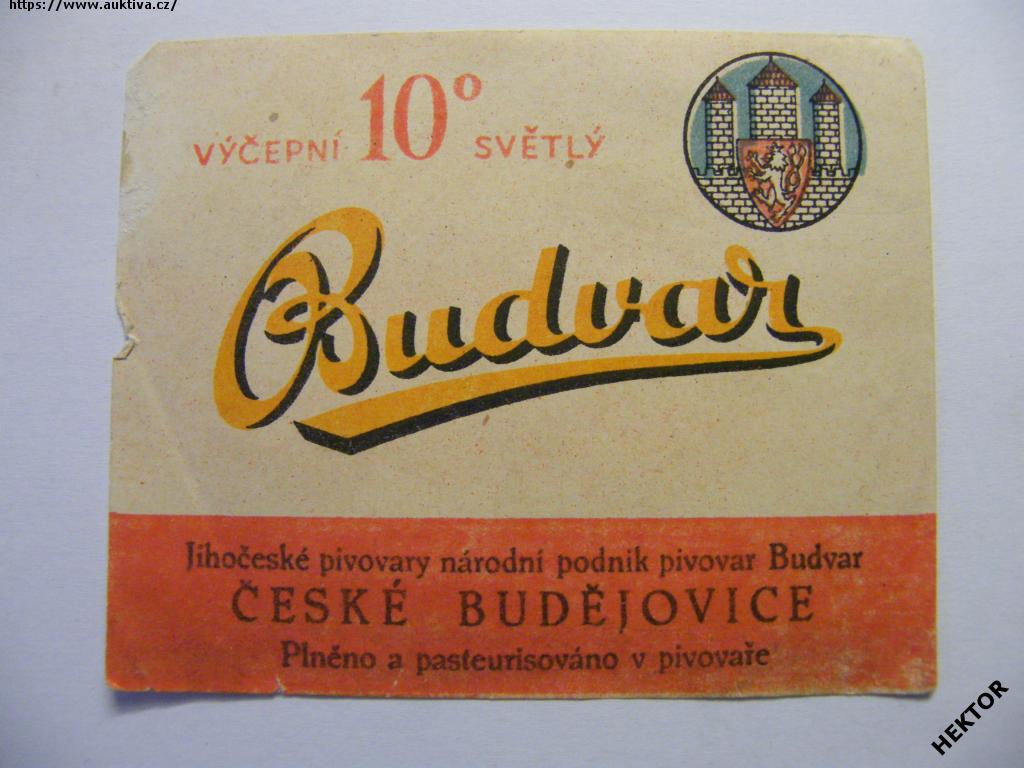 https://www.auktiva.cz/
VÝČEPNÍ 10° SVĚTLÝ
Budvar
Jihočeské pivovary národní podnik pivovar Budvar
ČESKÉ BUDĚJOVICE
Plněno a pasteurisováno v pivovaře
HEKTOR